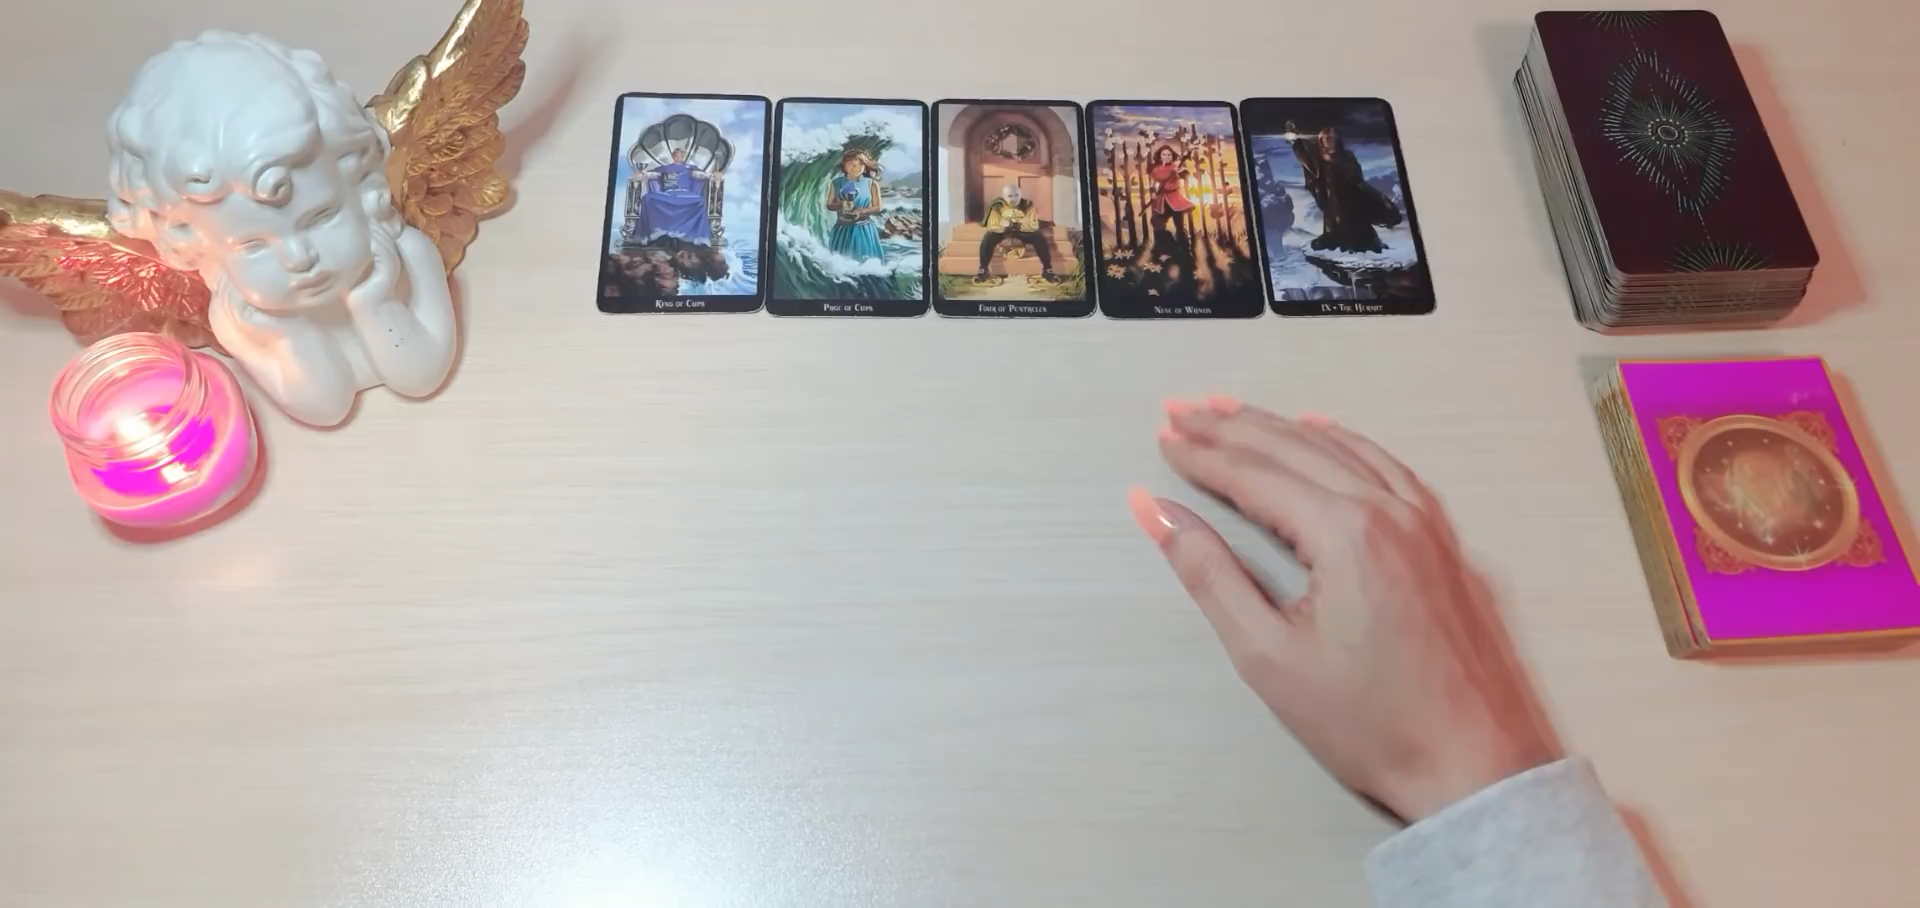 King of Cups
Page of Cups
Four of Pentacles
Nine of Wands
IX • The Hermit